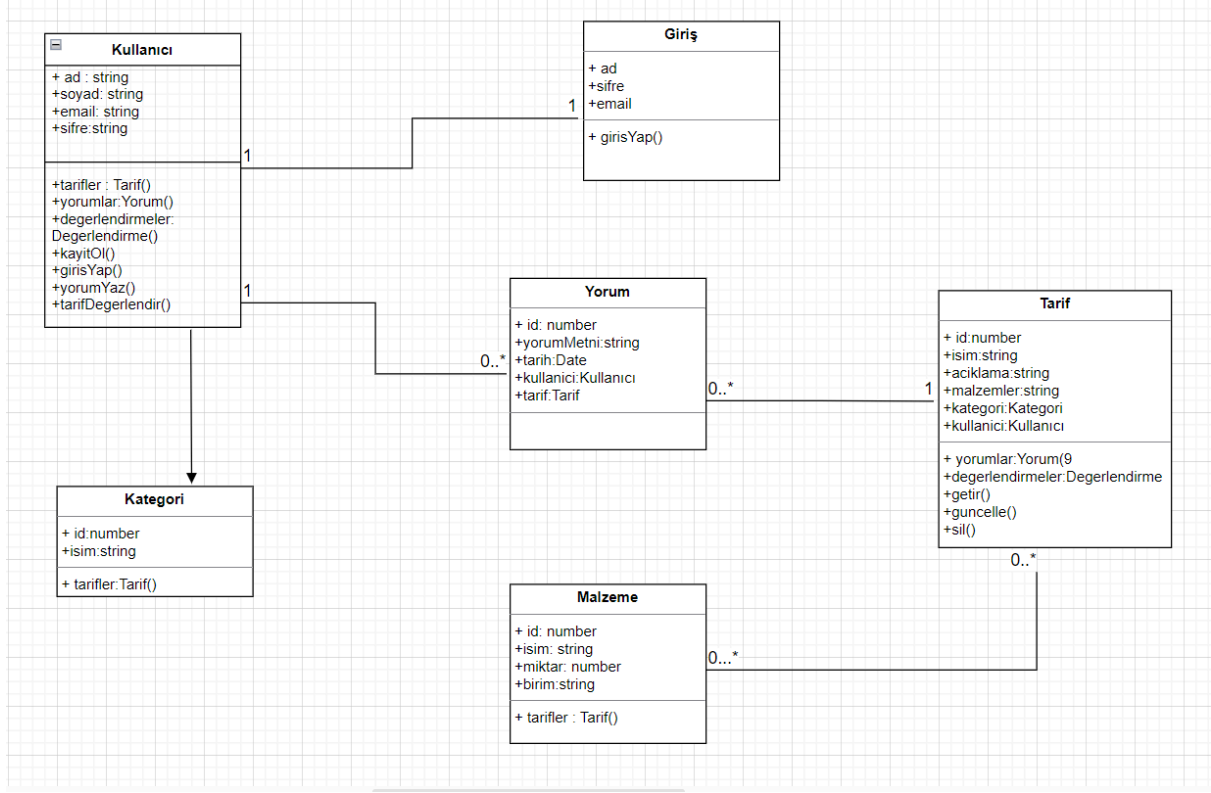 Kullanıcı
+ ad : string
+soyad: string
+email: string
+sifre:string
+tarifler : Tarif()
+yorumlar:Yorum()
+degerlendirmeler:
Degerlendirme()
+kayitOl()
+girisYap()
+yorumYaz()
+tarifDegerlendir()
1
1
1
0..*
Giriş
+ ad
+sifre
+email
+ girisYap()
Yorum
+ id: number
+yorumMetni:string
+tarih:Date
+kullanici:Kullanıcı
+tarif:Tarif
0..*
1
Tarif
+ id:number
+isim:string
+aciklama:string
+malzemler:string
+kategori:Kategori
+kullanici:Kullanıcı
+ yorumlar:Yorum(9
+degerlendirmeler:Degerlendirme
+getir()
+guncelle()
+sil()
0..*
Kategori
+ id:number
+isim:string
+ tarifler:Tarif()
Malzeme
+ id: number
+isim: string
+miktar: number
+birim:string
+ tarifler : Tarif()
0...*